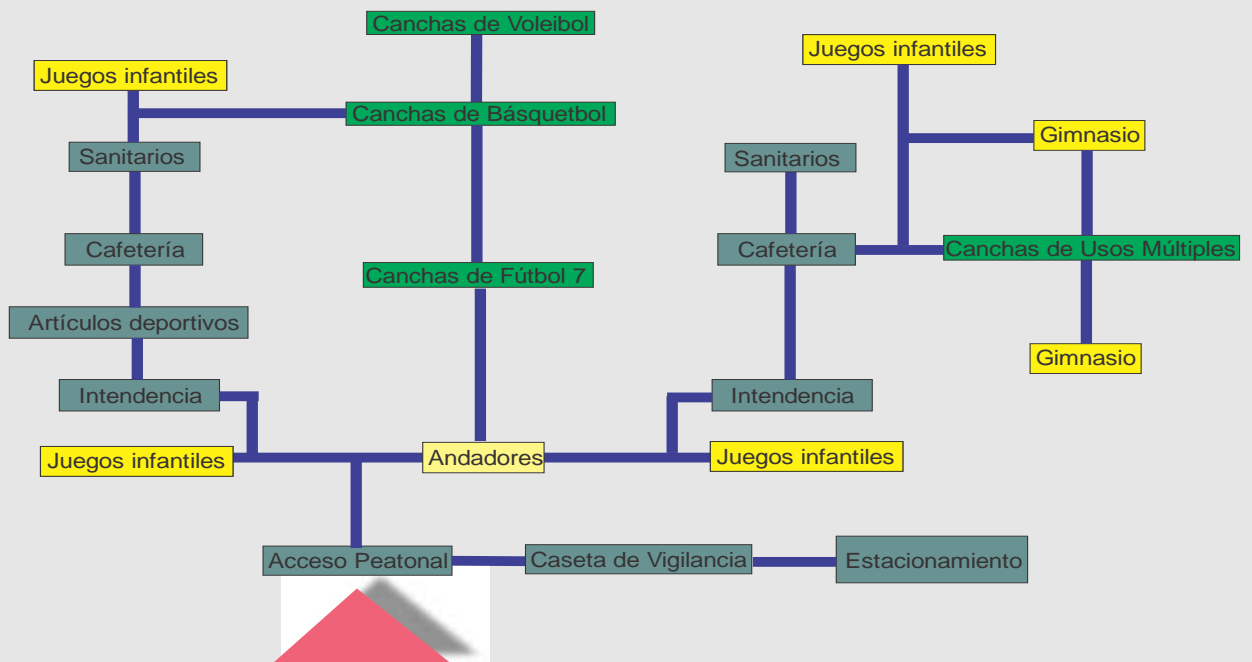 Canchas de Voleibol
Juegos infantiles
Juegos infantiles
Canchas de Básquetbol
Gimnasio
Sanitarios
Sanitarios
Cafetería
Cafetería
Canchas de Usos Múltiples
Canchas de Fútbol 7
Artículos deportivos
Gimnasio
Intendencia
Intendencia
Juegos infantiles
Andadores
Juegos infantiles
Acceso Peatonal
Caseta de Vigilancia
Estacionamiento